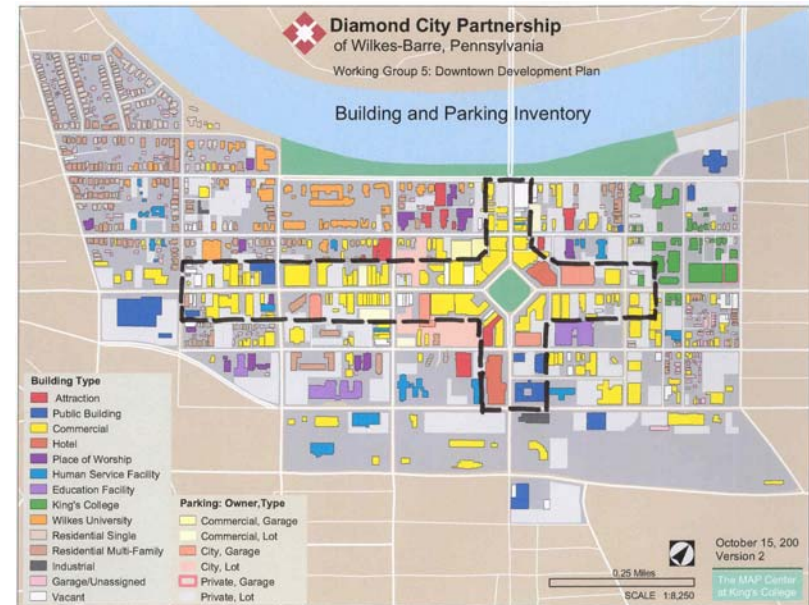 Diamond City Partnership
of Wilkes-Barre, Pennsylvania
Working Group 5: Downtown Development Plan
Building and Parking Inventory
Building Type
Attraction
Public Building
Commercial
Hotel
Place of Worship
Human Service Facility
Education Facility
King's College
Wilkes University
Residential Single
Residential Multi-Family
Industrial
Garage/Unassigned
Vacant
Parking: Owner,Type
Commercial, Garage
Commercial, Lot
City, Garage
City, Lot
Private, Garage
Private, Lot
0.25 Miles
SCALE 1:8,250
October 15, 200
Version 2
The MAP Center
at King's College